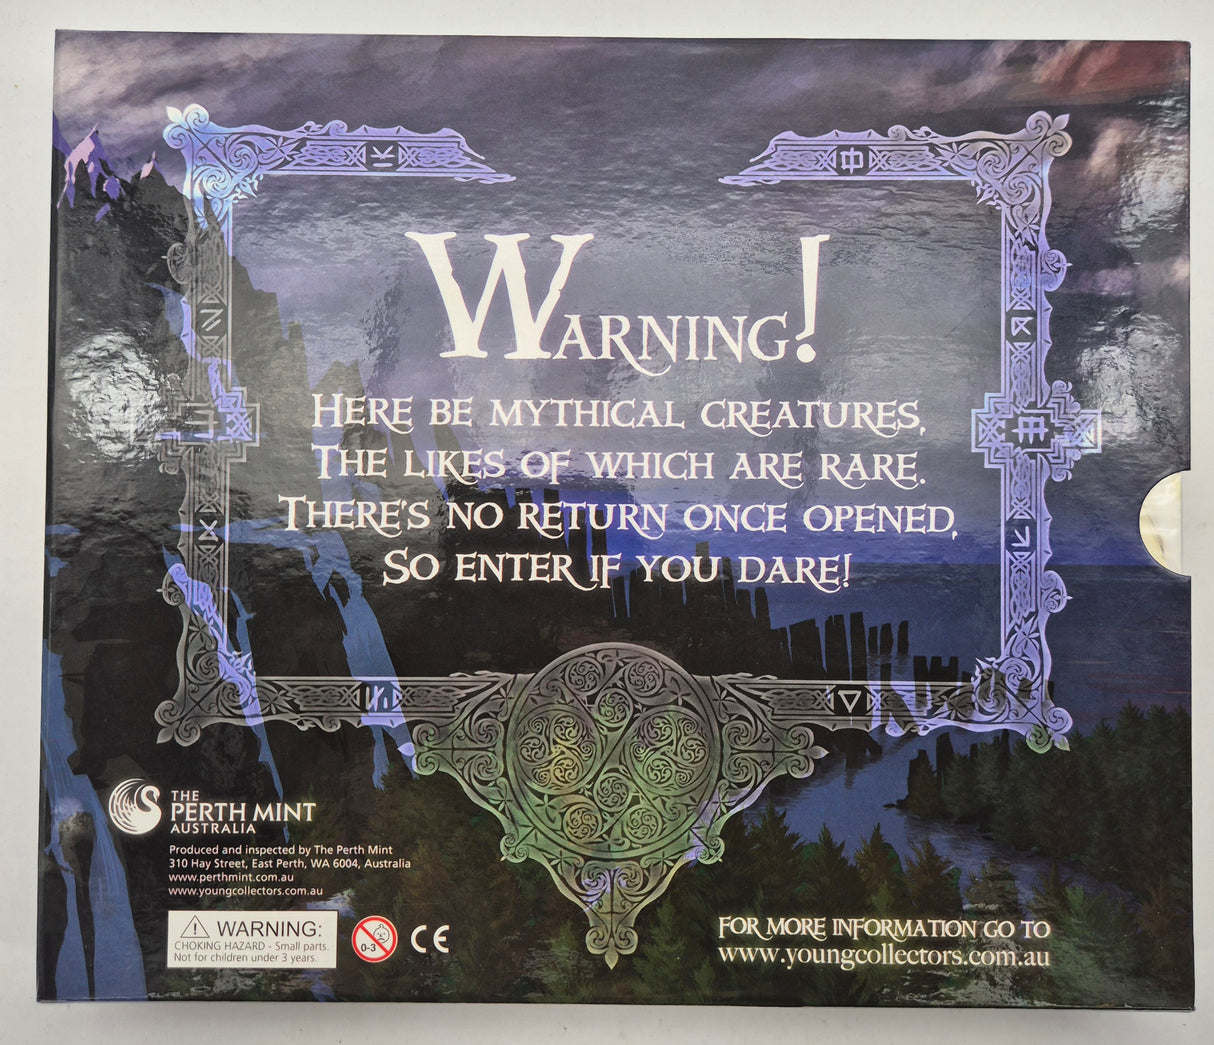 WARNING!
HERE BE MYTHICAL CREATURES,
THE LIKES OF WHICH ARE RARE.
THERE'S NO RETURN ONCE OPENED,
SO ENTER IF YOU DARE!
THE
PERTH MINT
AUSTRALIA
Produced and inspected by The Perth Mint
310 Hay Street, East Perth, WA 6004, Australia
www.perthmint.com.au
www.youngcollectors.com.au
WARNING:
CHOKING HAZARD - Small parts.
Not for children under 3 years.
0-3
CE
FOR MORE INFORMATION GO TO
www.youngcollectors.com.au